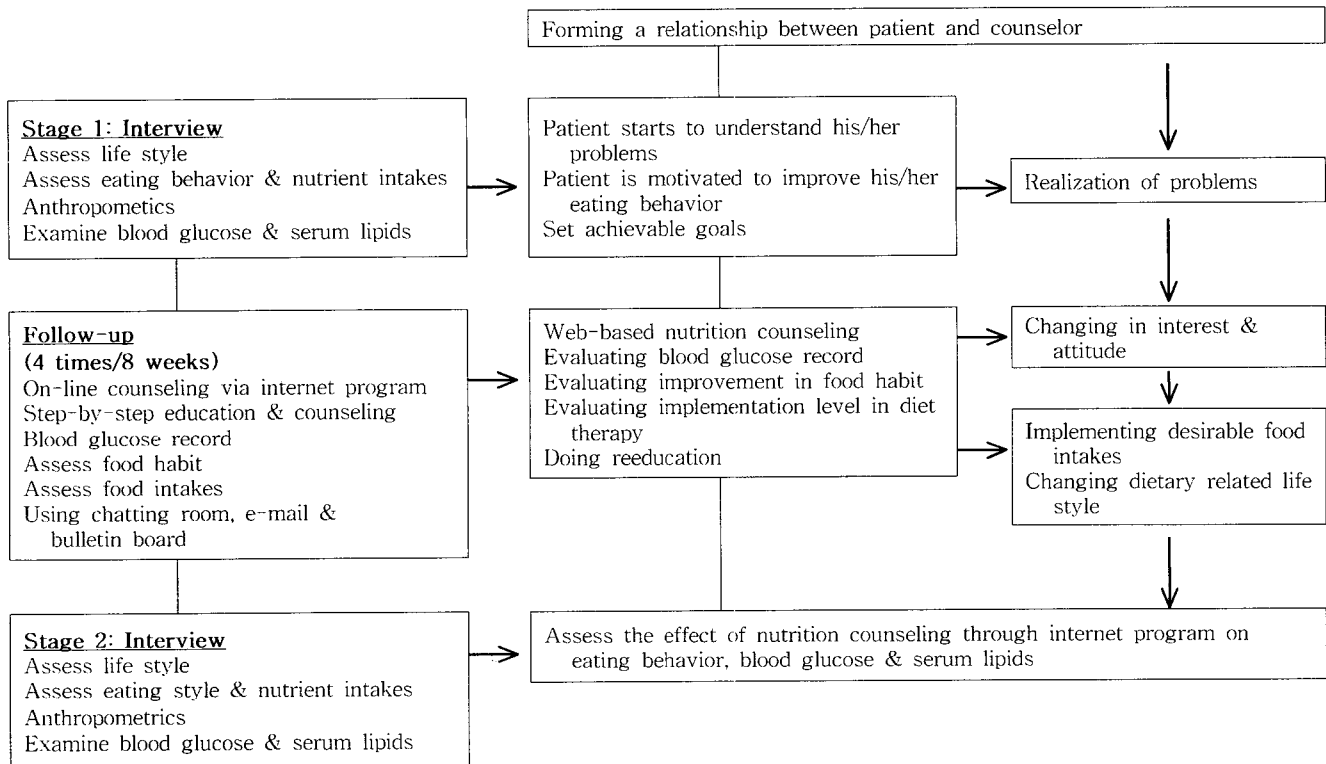 Forming a relationship between patient and counselor
Stage 1: Interview
Assess life style
Assess eating behavior & nutrient intakes
Anthropometics
Examine blood glucose & serum lipids
Patient starts to understand his/her
problems
Patient is motivated to improve his/her
eating behavior
Set achievable goals
Realization of problems
Follow-up
(4 times/8 weeks)
On-line counseling via internet program
Step-by-step education & counseling
Blood glucose record
Assess food habit
Assess food intakes
Using chatting room, e-mail &
bulletin board
Web-based nutrition counseling
Evaluating blood glucose record
Evaluating improvement in food habit
Evaluating implementation level in diet
therapy
Doing reeducation
Changing in interest &
attitude
Implementing desirable food
intakes
Changing dietary related life
style
Stage 2: Interview
Assess life style
Assess eating style & nutrient intakes
Anthropometrics
Examine blood glucose & serum lipids
Assess the effect of nutrition counseling through internet program on
eating behavior, blood glucose & serum lipids